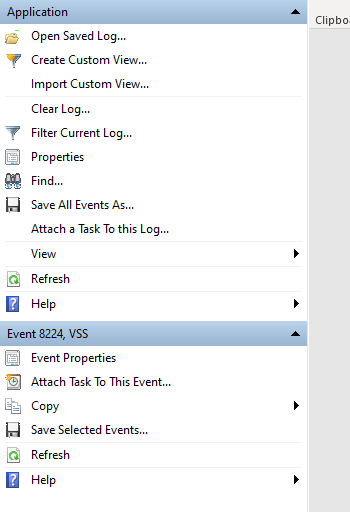 Application
Open Saved Log...
Create Custom View...
Import Custom View...
Clear Log...
Filter Current Log...
Properties
Find...
Save All Events As...
Attach a Task To this Log...
View
Refresh
Help
Event 8224, VSS
Event Properties
Attach Task To This Event...
Copy
Save Selected Events...
Refresh
Help